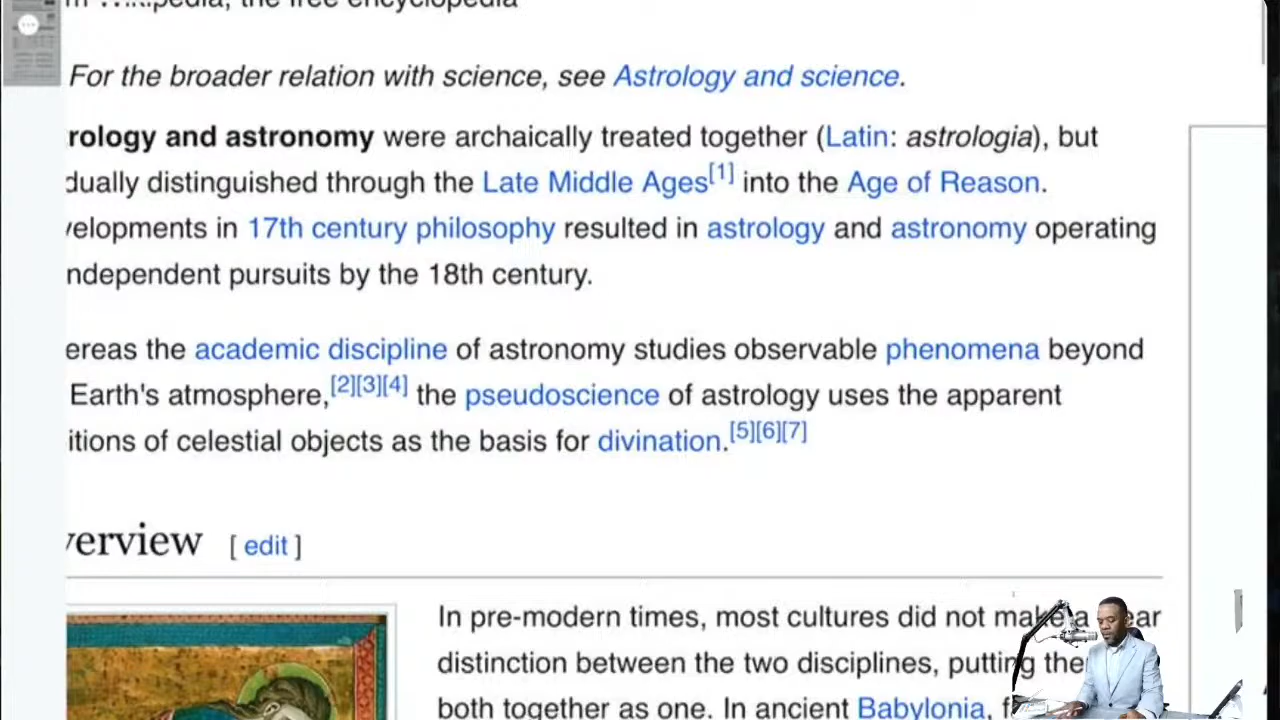 pedia, the free encyclopedia
For the broader relation with science, see Astrology and science.
rology and astronomy were archaically treated together (Latin: astrologia), but
dually distinguished through the Late Middle Ages[1] into the Age of Reason.
velopments in 17th century philosophy resulted in astrology and astronomy operating
ndependent pursuits by the 18th century.
ereas the academic discipline of astronomy studies observable phenomena beyond
Earth's atmosphere,[2][3][4] the pseudoscience of astrology uses the apparent
itions of celestial objects as the basis for divination.[5][6][7]
verview [ edit ]
In pre-modern times, most cultures did not make a ear
distinction between the two disciplines, putting the
both together as one. In ancient Babylonia, f